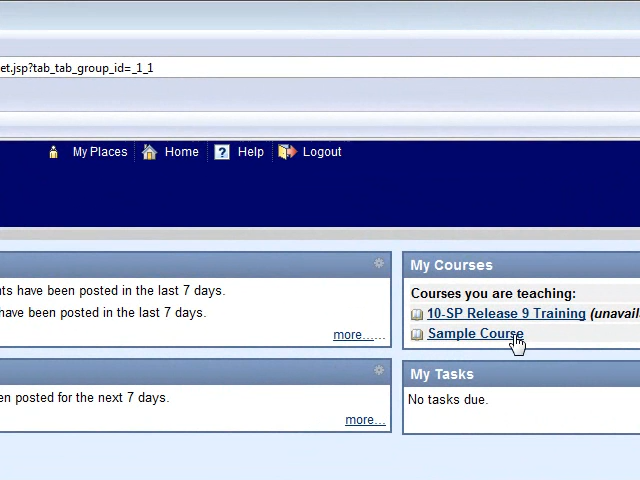 et.jsp?tab_tab_group_id=_1_1
My Places Home Help Logout
nts have been posted in the last 7 days.
have been posted in the last 7 days.
more...
...
en posted for the next 7 days.
more...
My Courses
Courses you are teaching:
10-SP Release 9 Training (unavail
Sample Course
My Tasks
No tasks due.